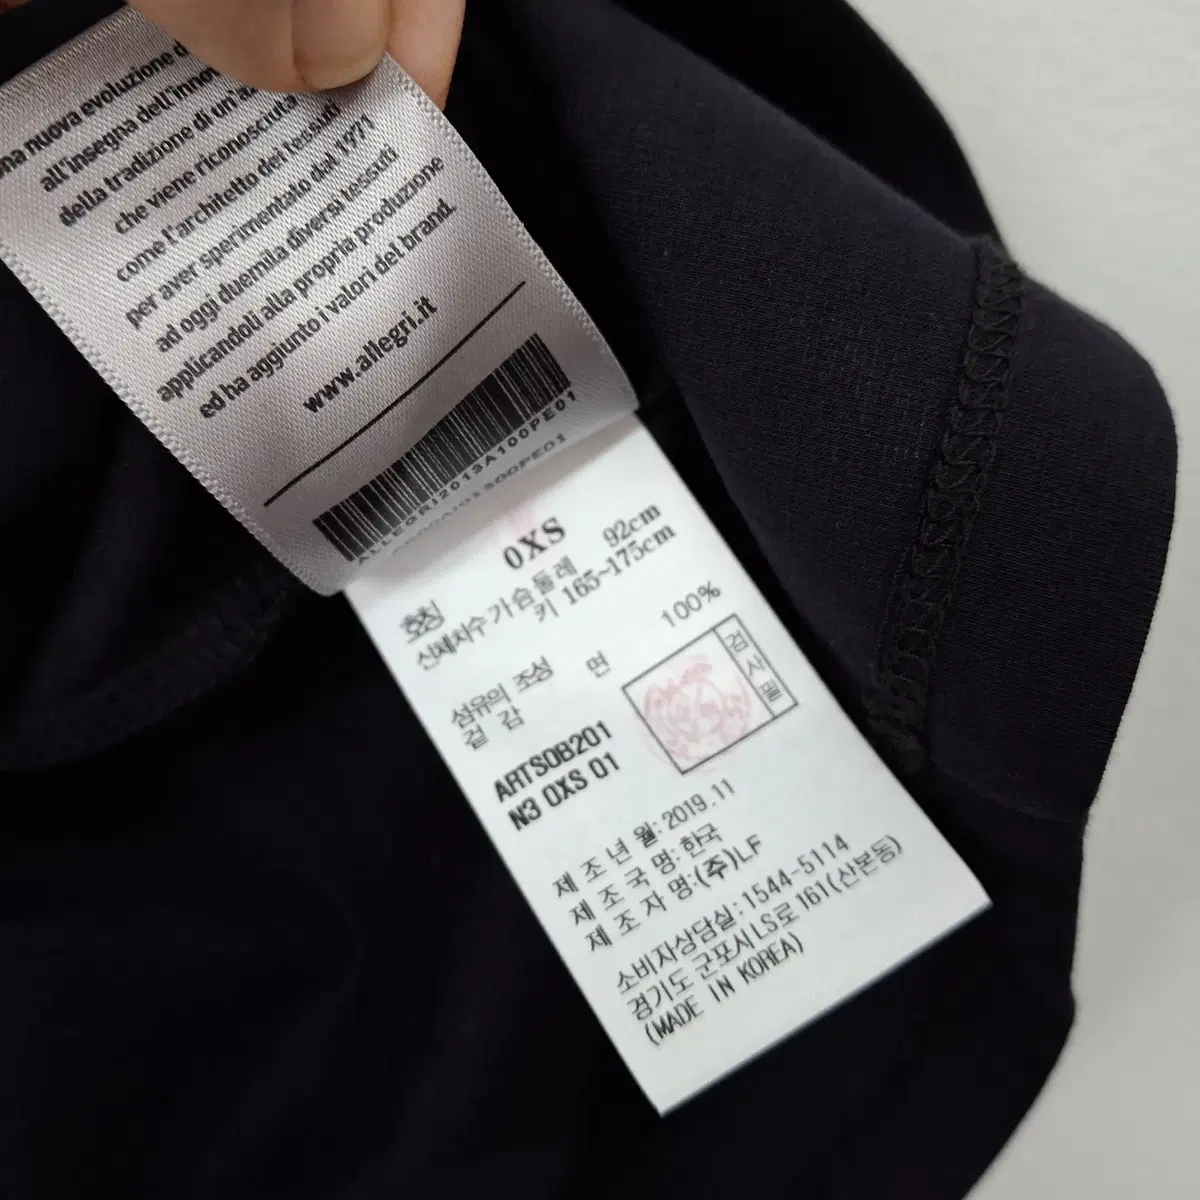 na nuova evoluzione
all'insegna dell'inno
della tradizione di un'a
che viene riconosciuta
come l'architetto dei tessuti
per aver sperimentato dal 1971
ad oggi duemila diversi tessuti
applicandoli alla propria produzione
ed ha aggiunto i valori del brand.
www.allegri.it
ALLEGRI2013A100PE01
호칭 0XS
신체치수 가슴둘레 92cm
키 165~175cm
섬유의 조성
겉감 면 100%
검사필
ARTS0B201
N3 0XS 01
제조년월:2019.11
제조국명:한국
제조자명:(주)LF
소비자상담실:1544-5114
경기도 군포시 LS로 161(산본동)
(MADE IN KOREA)